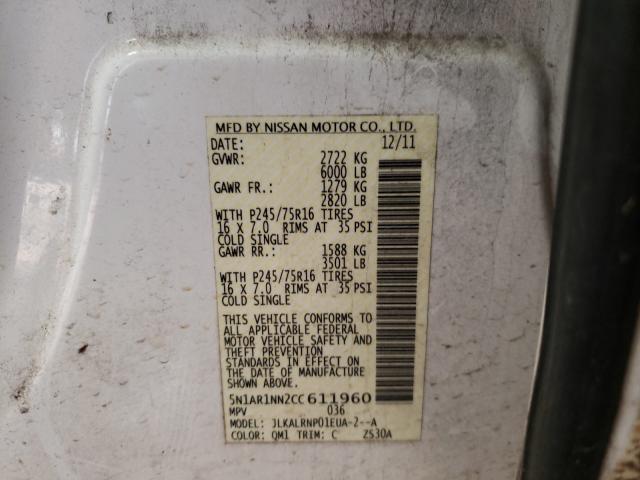 MFD BY NISSAN MOTOR CO., LTD.
DATE: 12/11
GVWR: 2722 KG
6000 LB
GAWR FR.: 1279 KG
2820 LB
WITH P245/75R16 TIRES
16 X 7.0 RIMS AT 35 PSI
COLD SINGLE
GAWR RR.: 1588 KG
3501 LB
WITH P245/75R16 TIRES
16 X 7.0 RIMS AT 35 PSI
COLD SINGLE
THIS VEHICLE CONFORMS TO
ALL APPLICABLE FEDERAL
MOTOR VEHICLE SAFETY AND
THEFT PREVENTION
STANDARDS IN EFFECT ON
THE DATE OF MANUFACTURE
SHOWN ABOVE.
5N1AR1NN2CC611960
MPV 036
MODEL: JLKALRNP01EUA-2--A
COLOR: QM1 TRIM: C ZS30A